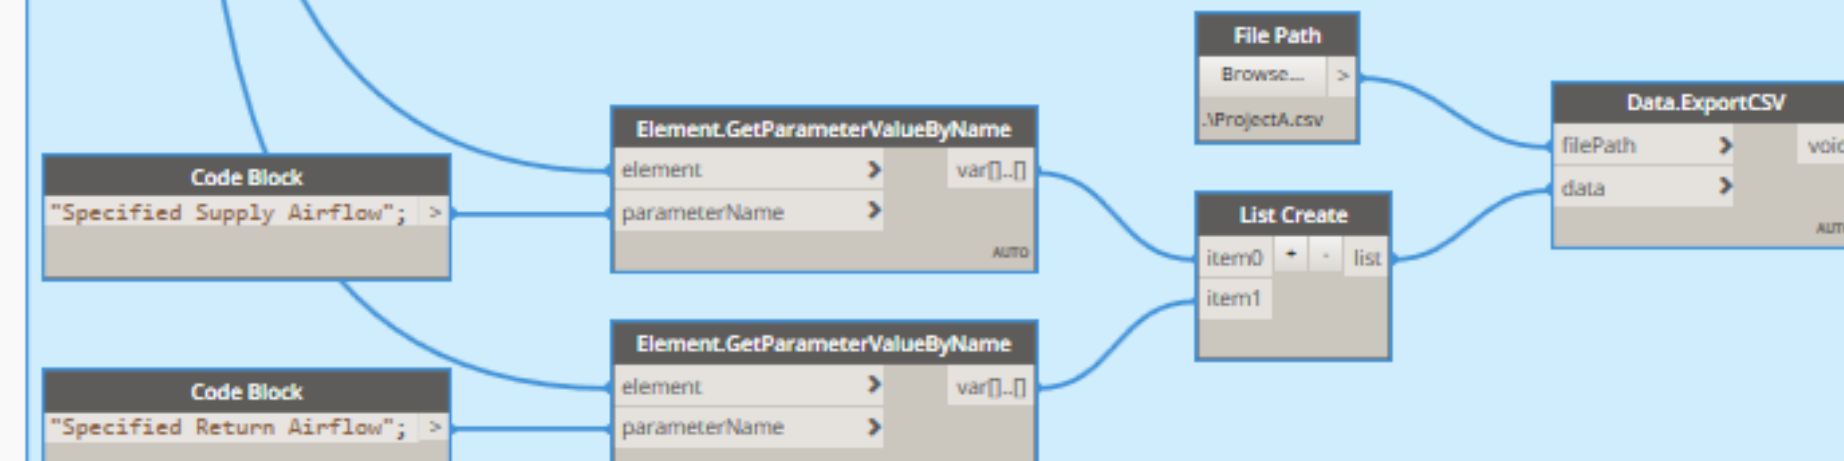 File Path
Browse... >
.\ProjectA.csv
Data.ExportCSV
filePath >
data >
AUTO
Element.GetParameterValueByName
element > var[]..[]
parameterName >
AUTO
Code Block
"Specified Supply Airflow"; >
List Create
item0 + - list
item1
Element.GetParameterValueByName
element > var[]..[]
parameterName >
Code Block
"Specified Return Airflow"; >